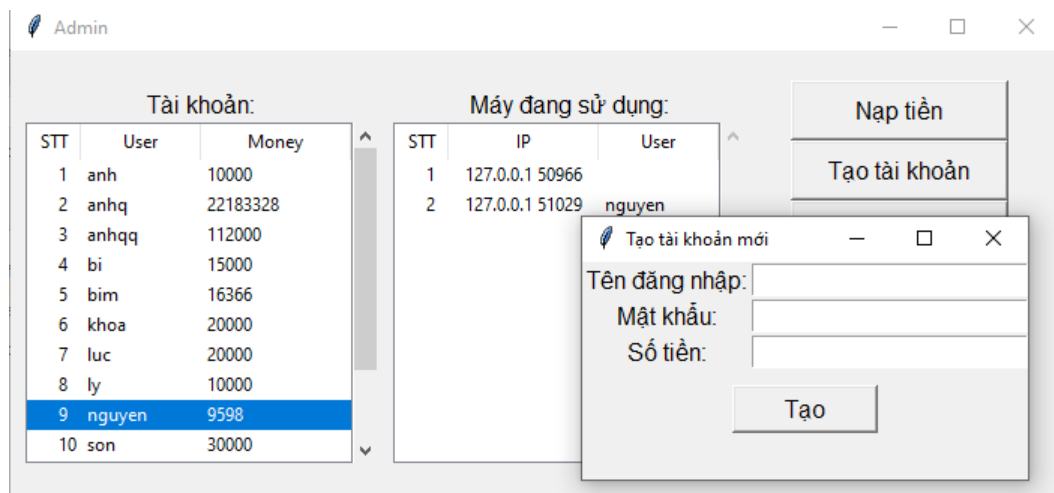 Admin
Tài khoản: Máy đang sử dụng: Nạp tiền
STT User Money STT IP User
1 anh 10000 1 127.0.0.1 50966 Tạo tài khoản
2 anhq 22183328 2 127.0.0.1 51029 nguyen
3 anhqq 112000
4 bi 15000
5 bim 16366
6 khoa 20000
7 luc 20000
8 ly 10000
9 nguyen 9598
10 son 30000
Tạo tài khoản mới
Tên đăng nhập:
Mật khẩu:
Số tiền:
Tạo